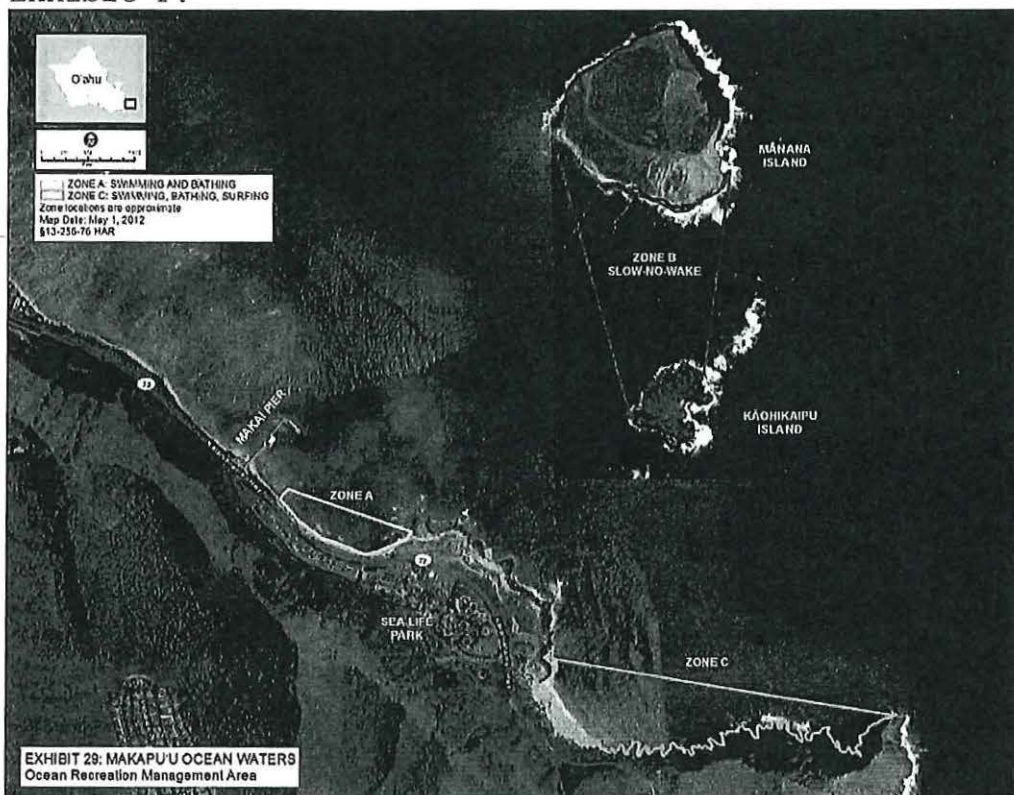 O'ahu
ZONE A: SWIMMING AND BATHING
ZONE C: SWIMMING, BATHING, SURFING
Zone locations are approximate
Map Date: May 1, 2012
§13-256-76 HAR
MĀNANA
ISLAND
ZONE B
SLOW-NO-WAKE
KĀOHIKAIPU
ISLAND
MAKAI PIER
ZONE A
SEA LIFE
PARK
ZONE C
EXHIBIT 29: MAKAPU'U OCEAN WATERS
Ocean Recreation Management Area